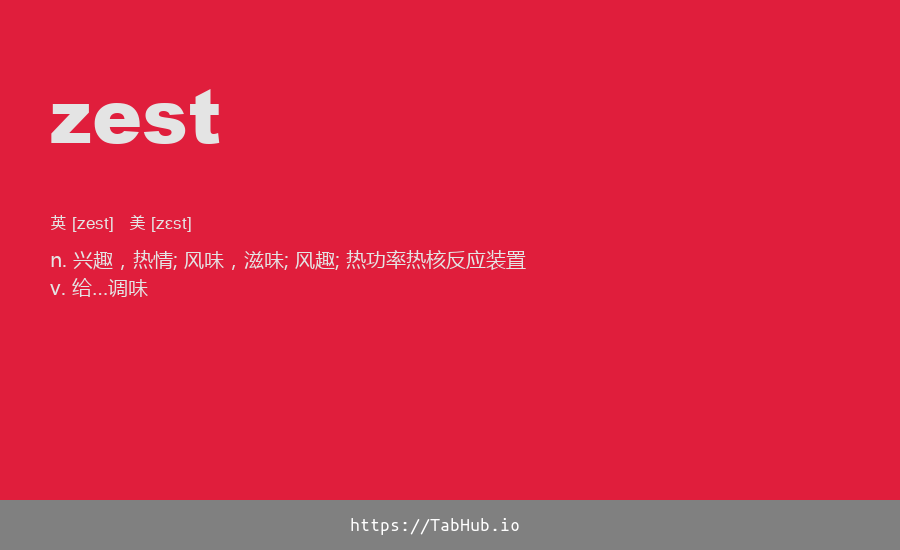 zest
英 [zest] 美 [zɛst]
n. 兴趣，热情; 风味，滋味; 风趣; 热功率热核反应装置
v. 给...调味
https://TabHub.io